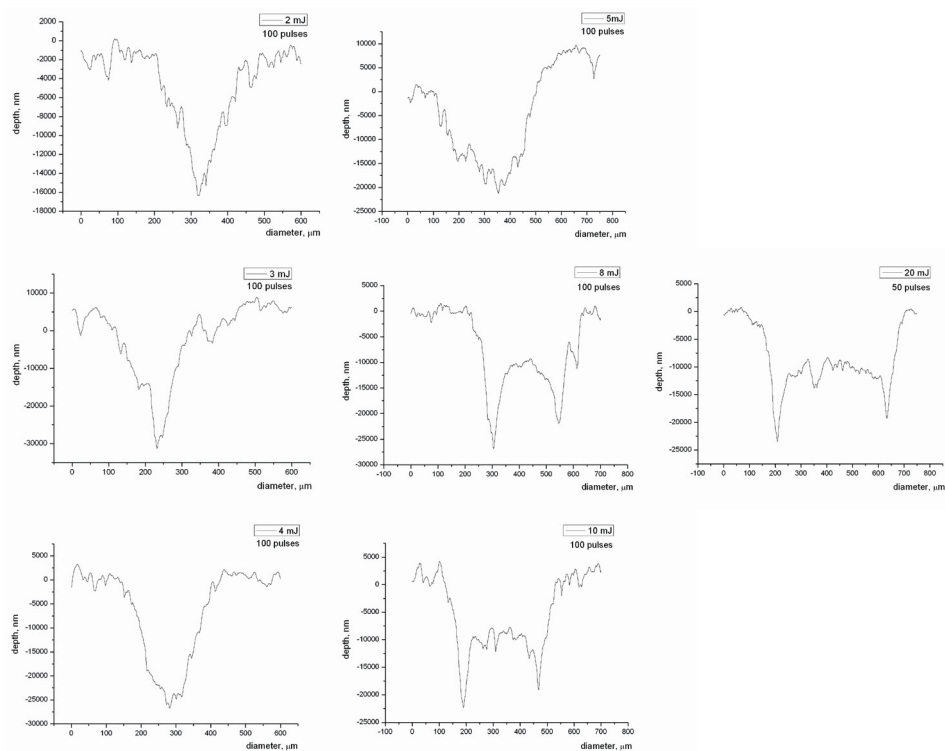 2 mJ
100 pulses
2000
0
-2000
-4000
-6000
-8000
-10000
-12000
-14000
-16000
-18000
depth, nm
0 100 200 300 400 500 600
diameter, μm
5mJ
100 pulses
10000
5000
0
-5000
-10000
-15000
-20000
-25000
depth, nm
-100 0 100 200 300 400 500 600 700 800
diameter, μm
3 mJ
100 pulses
10000
0
-10000
-20000
-30000
depth, nm
0 100 200 300 400 500 600
diameter, μm
8 mJ
100 pulses
5000
0
-5000
-10000
-15000
-20000
-25000
-30000
depth, nm
-100 0 100 200 300 400 500 600 700 800
diameter, μm
20 mJ
50 pulses
5000
0
-5000
-10000
-15000
-20000
-25000
depth, nm
-100 0 100 200 300 400 500 600 700 800
diameter, μm
4 mJ
100 pulses
5000
0
-5000
-10000
-15000
-20000
-25000
-30000
depth, nm
0 100 200 300 400 500 600
diameter, μm
10 mJ
100 pulses
5000
0
-5000
-10000
-15000
-20000
-25000
depth, nm
-100 0 100 200 300 400 500 600 700 800
diameter, μm